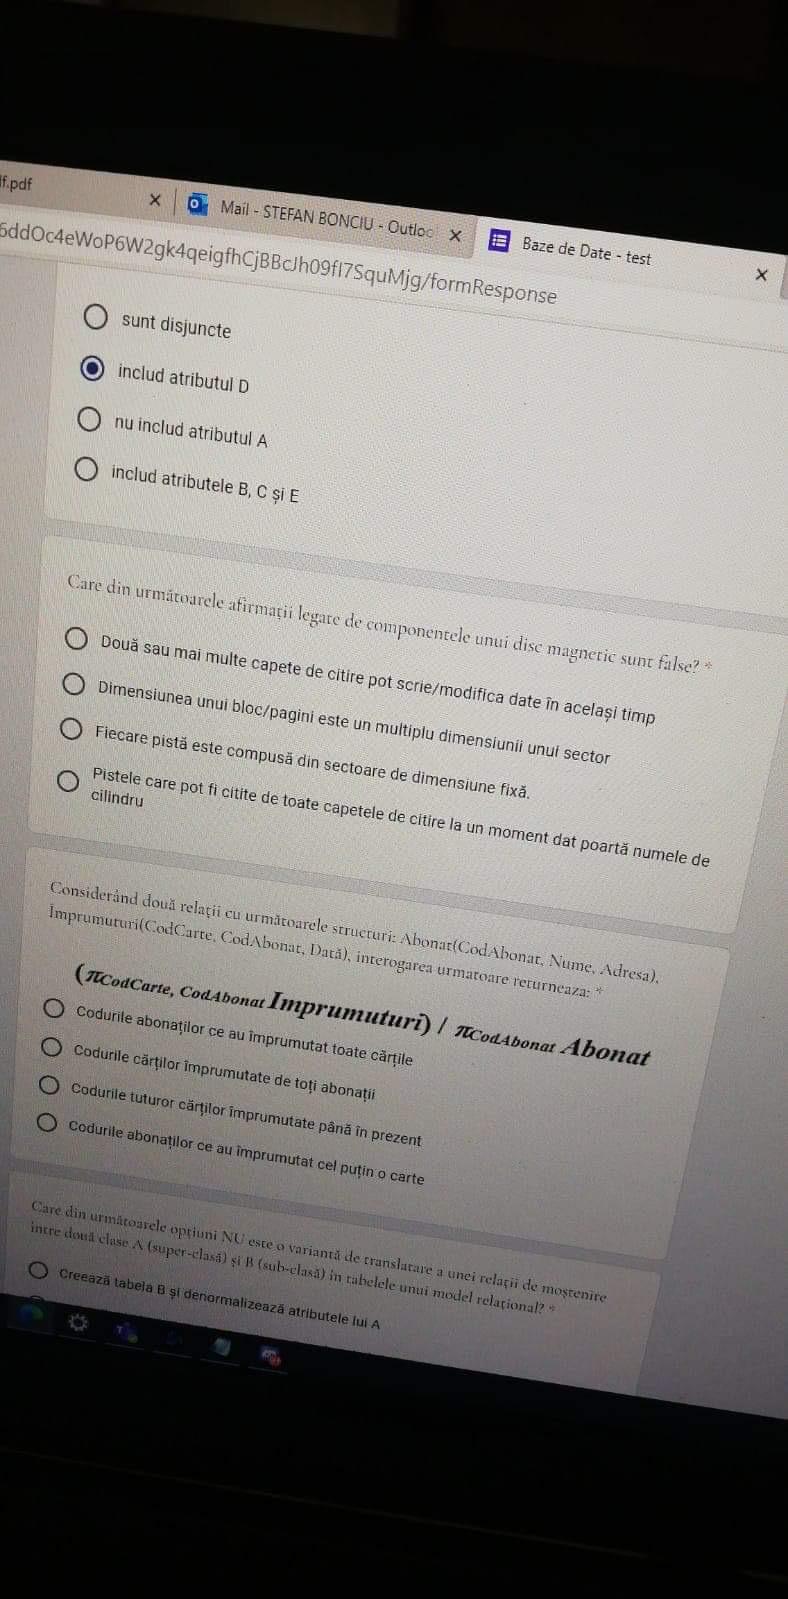 lf.pdf
Mail - STEFAN BONCIU - Outloo
Baze de Date - test
6ddOc4eWoP6W2gk4qeigfhCjBBcJh09fI7SquMjg/formResponse
sunt disjuncte
includ atributul D
nu includ atributul A
includ atributele B, C și E
Care din următoarele afirmații legate de componentele unui disc magnetic sunt false? *
Două sau mai multe capete de citire pot scrie/modifica date în același timp
Dimensiunea unui bloc/pagini este un multiplu dimensiunii unui sector
Fiecare pistă este compusă din sectoare de dimensiune fixă.
Pistele care pot fi citite de toate capetele de citire la un moment dat poartă numele de
cilindru
Considerând două relații cu următoarele structuri: Abonat(CodAbonat, Nume, Adresa),
Împrumuturi(CodCarte, CodAbonat, Dată), interogarea urmatoare returneaza: *
(πCodCarte, CodAbonat Imprumuturi) / πCodAbonat Abonat
Codurile abonaților ce au împrumutat toate cărțile
Codurile cărților împrumutate de toți abonații
Codurile tuturor cărților împrumutate până în prezent
Codurile abonaților ce au împrumutat cel puțin o carte
Care din următoarele opțiuni NU este o variantă de translatare a unei relații de moștenire
între două clase A (super-clasă) și B (sub-clasă) în tabelele unui model relațional? *
Creează tabela B și denormalizează atributele lui A